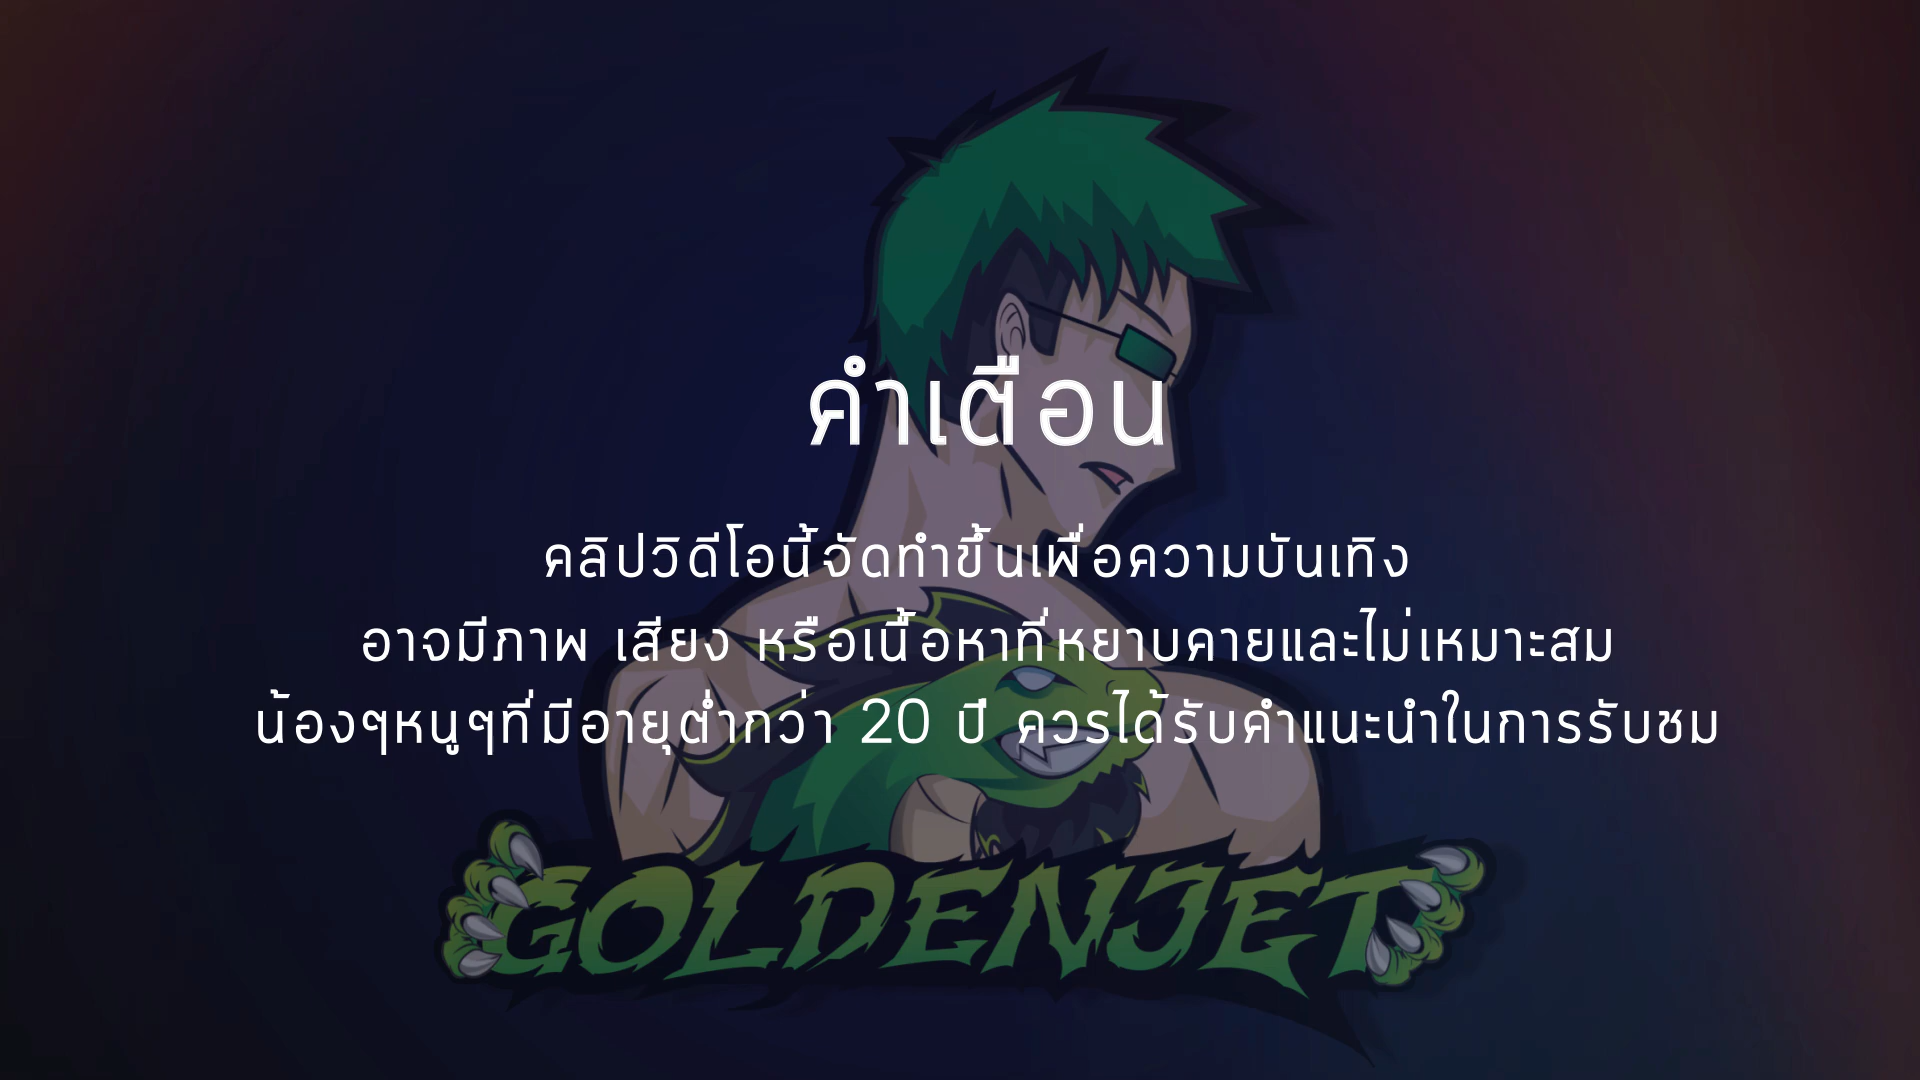 คำเตือน
คลิปวิดีโอนี้จัดทำขึ้นเพื่อความบันเทิง
อาจมีภาพ เสียง หรือเนื้อหาที่หยาบคายและไม่เหมาะสม
น้องๆหนูๆที่มีอายุต่ำกว่า 20 ปี ควรได้รับคำแนะนำในการรับชม
GOLDENJET